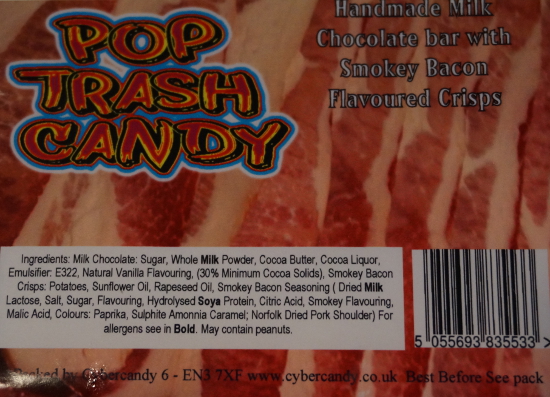 POP
TRASH
CANDY
Handmade Milk
Chocolate bar with
Smokey Bacon
Flavoured Crisps
Ingredients: Milk Chocolate: Sugar, Whole Milk Powder, Cocoa Butter, Cocoa Liquor,
Emulsifier: E322, Natural Vanilla Flavouring, (30% Minimum Cocoa Solids), Smokey Bacon
Crisps: Potatoes, Sunflower Oil, Rapeseed Oil, Smokey Bacon Seasoning ( Dried Milk
Lactose, Salt, Sugar, Flavouring, Hydrolysed Soya Protein, Citric Acid, Smokey Flavouring,
Malic Acid, Colours: Paprika, Sulphite Amonnia Caramel; Norfolk Dried Pork Shoulder) For
allergens see in Bold. May contain peanuts.
5 055693 835533 >
by Cybercandy 6 - EN3 7XF www.cybercandy.co.uk Best Before See pack